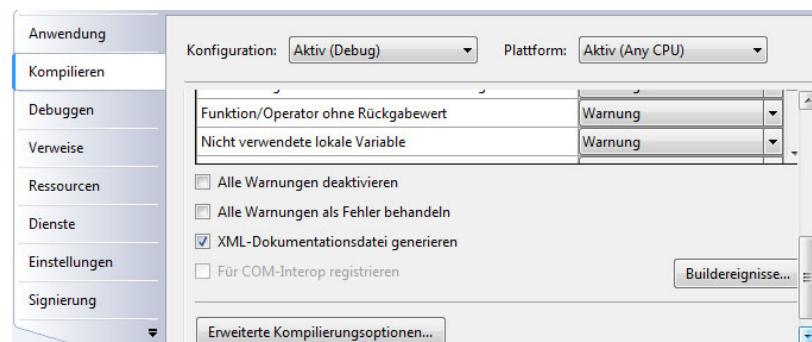 Anwendung
Kompilieren
Debuggen
Verweise
Ressourcen
Dienste
Einstellungen
Signierung
Konfiguration: Aktiv (Debug) Plattform: Aktiv (Any CPU)
Funktion/Operator ohne Rückgabewert Warnung
Nicht verwendete lokale Variable Warnung
Alle Warnungen deaktivieren
Alle Warnungen als Fehler behandeln
XML-Dokumentationsdatei generieren
Für COM-Interop registrieren
Buildereignisse...
Erweiterte Kompilierungsoptionen...